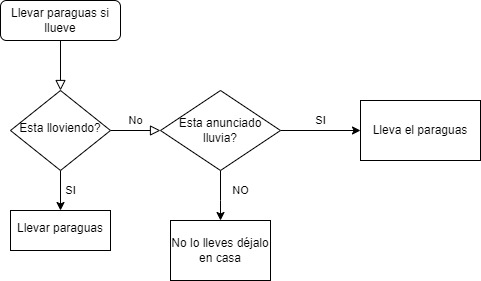 Llevar paraguas si
llueve
Esta lloviendo?
No
Esta anunciado
lluvia?
SI
Lleva el paraguas
SI
NO
Llevar paraguas
No lo lleves déjalo
en casa